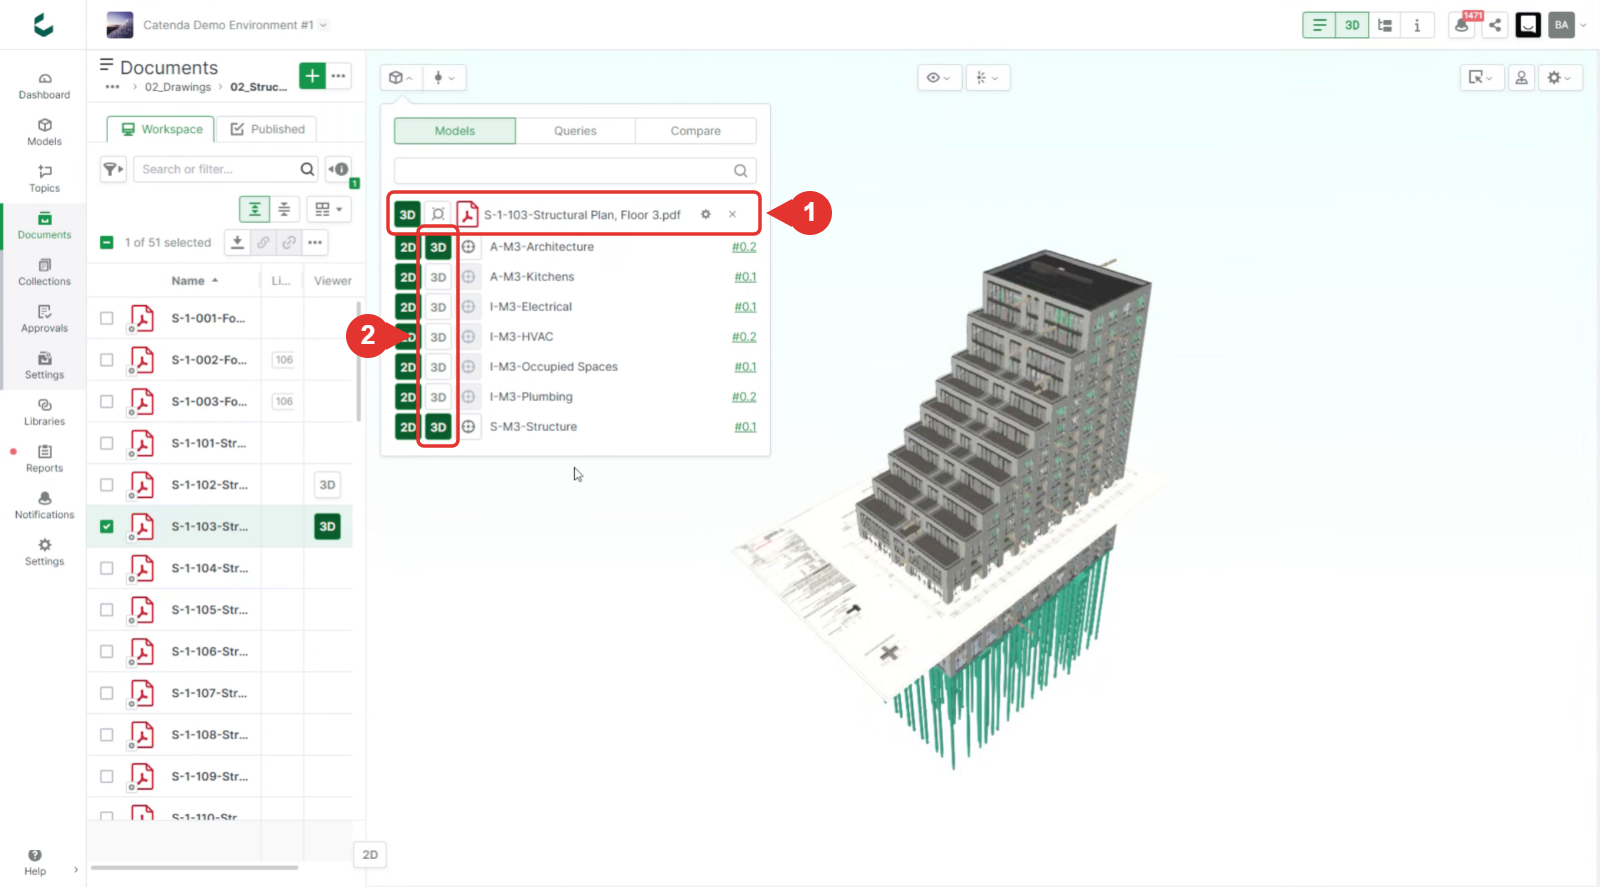 Catenda Demo Environment #1
3D
1471
BA
Dashboard
Models
Topics
Documents
Collections
Approvals
Settings
Libraries
Reports
Notifications
Settings
Help
Documents
02_Drawings
02_Struc...
Workspace
Published
Search or filter...
1
1 of 51 selected
Name
Li...
Viewer
S-1-001-Fo...
S-1-002-Fo...
106
S-1-003-Fo...
106
S-1-101-Str...
S-1-102-Str...
3D
S-1-103-Str...
3D
S-1-104-Str...
S-1-105-Str...
S-1-106-Str...
S-1-107-Str...
S-1-108-Str...
S-1-109-Str...
S-1-110-Str
2D
Models
Queries
Compare
3D S-1-103-Structural Plan, Floor 3.pdf
1
2D 3D A-M3-Architecture #0.2
2D 3D A-M3-Kitchens #0.1
2D 3D I-M3-Electrical #0.1
2
2D 3D I-M3-HVAC #0.2
2D 3D I-M3-Occupied Spaces #0.1
2D 3D I-M3-Plumbing #0.2
2D 3D S-M3-Structure #0.1